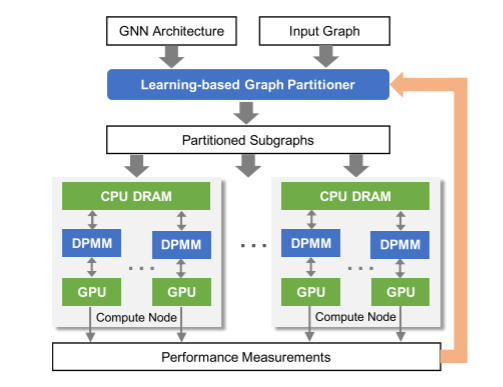 GNN Architecture
Input Graph
Learning-based Graph Partitioner
Partitioned Subgraphs
CPU DRAM
CPU DRAM
DPMM
DPMM
...
DPMM
DPMM
...
...
...
GPU
GPU
GPU
GPU
Compute Node
Compute Node
Performance Measurements